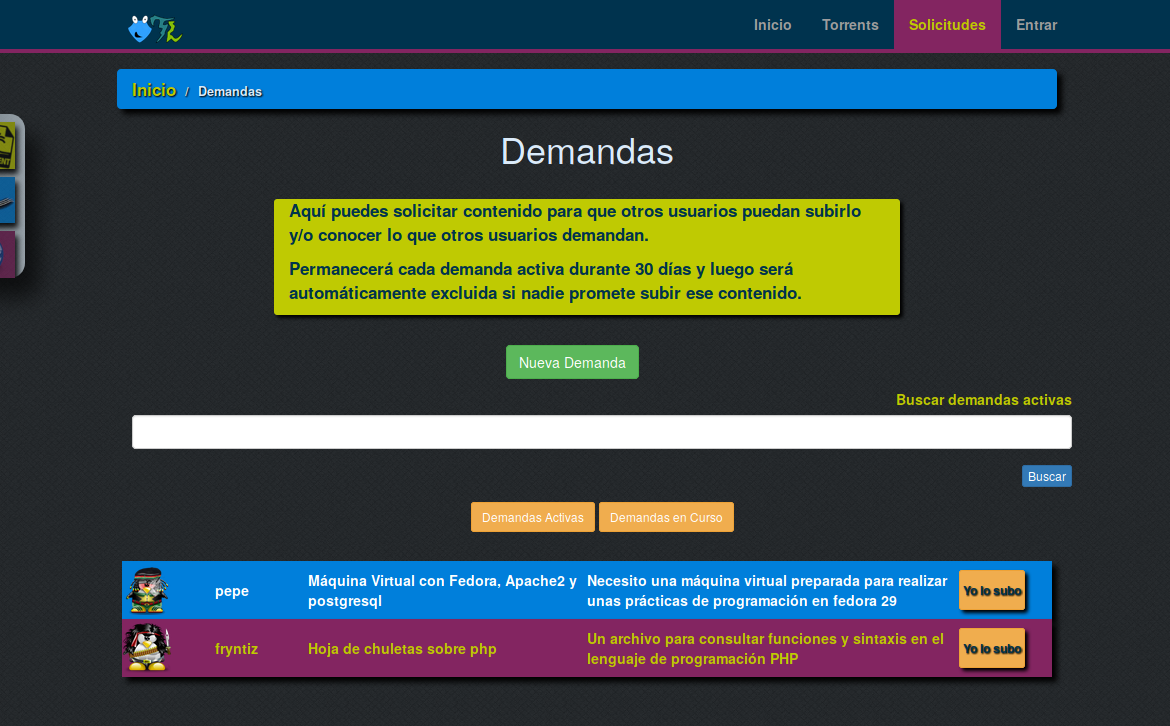 Inicio Torrents Solicitudes Entrar
Inicio / Demandas
Demandas
Aquí puedes solicitar contenido para que otros usuarios puedan subirlo
y/o conocer lo que otros usuarios demandan.
Permanecerá cada demanda activa durante 30 días y luego será
automáticamente excluida si nadie promete subir ese contenido.
Nueva Demanda
Buscar demandas activas
Buscar
Demandas Activas Demandas en Curso
pepe
Máquina Virtual con Fedora, Apache2 y
postgresql
Necesito una máquina virtual preparada para realizar
unas prácticas de programación en fedora 29
Yo lo subo
fryntiz
Hoja de chuletas sobre php
Un archivo para consultar funciones y sintaxis en el
lenguaje de programación PHP
Yo lo subo